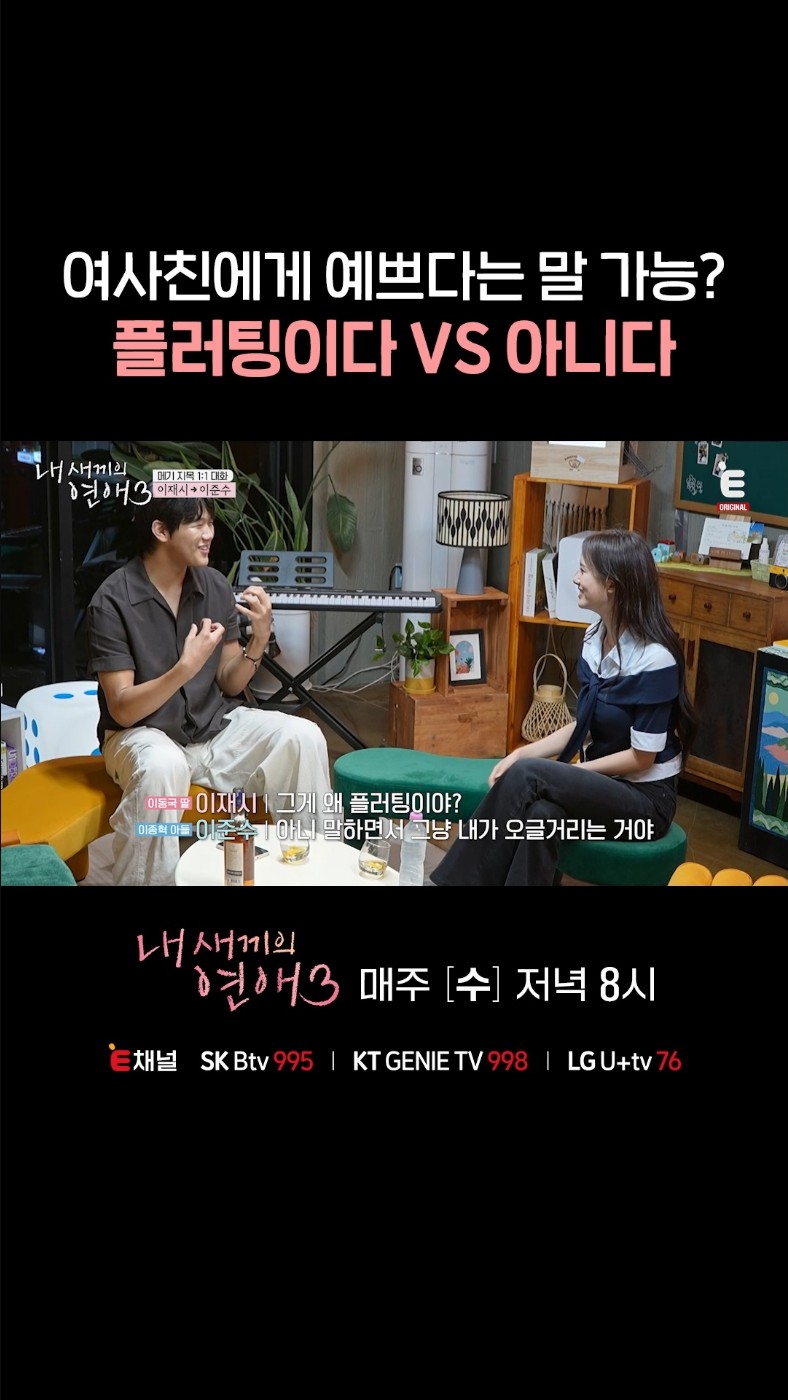 여사친에게 예쁘다는 말 가능?
플러팅이다 VS 아니다
내 새끼의
연애3
메기 지목 1:1 대화
이재시→이준수
E
ORIGINAL
이동국 딸 이재시 | 그게 왜 플러팅이야?
이종혁 아들 이준수 | 아니 말하면서 그냥 내가 오글거리는 거야
내 새끼의
연애3 매주 [수] 저녁 8시
E채널 SK Btv 995 | KT GENIE TV 998 | LG U+tv 76